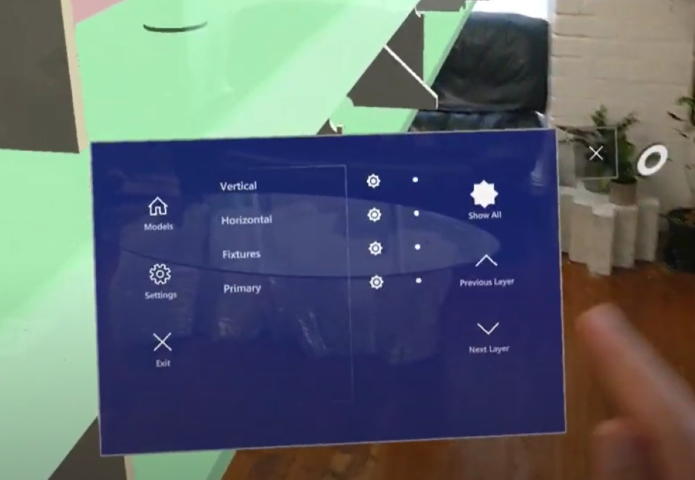 Models
Settings
Exit
Vertical
Horizontal
Fixtures
Primary
Show All
Previous Layer
Next Layer